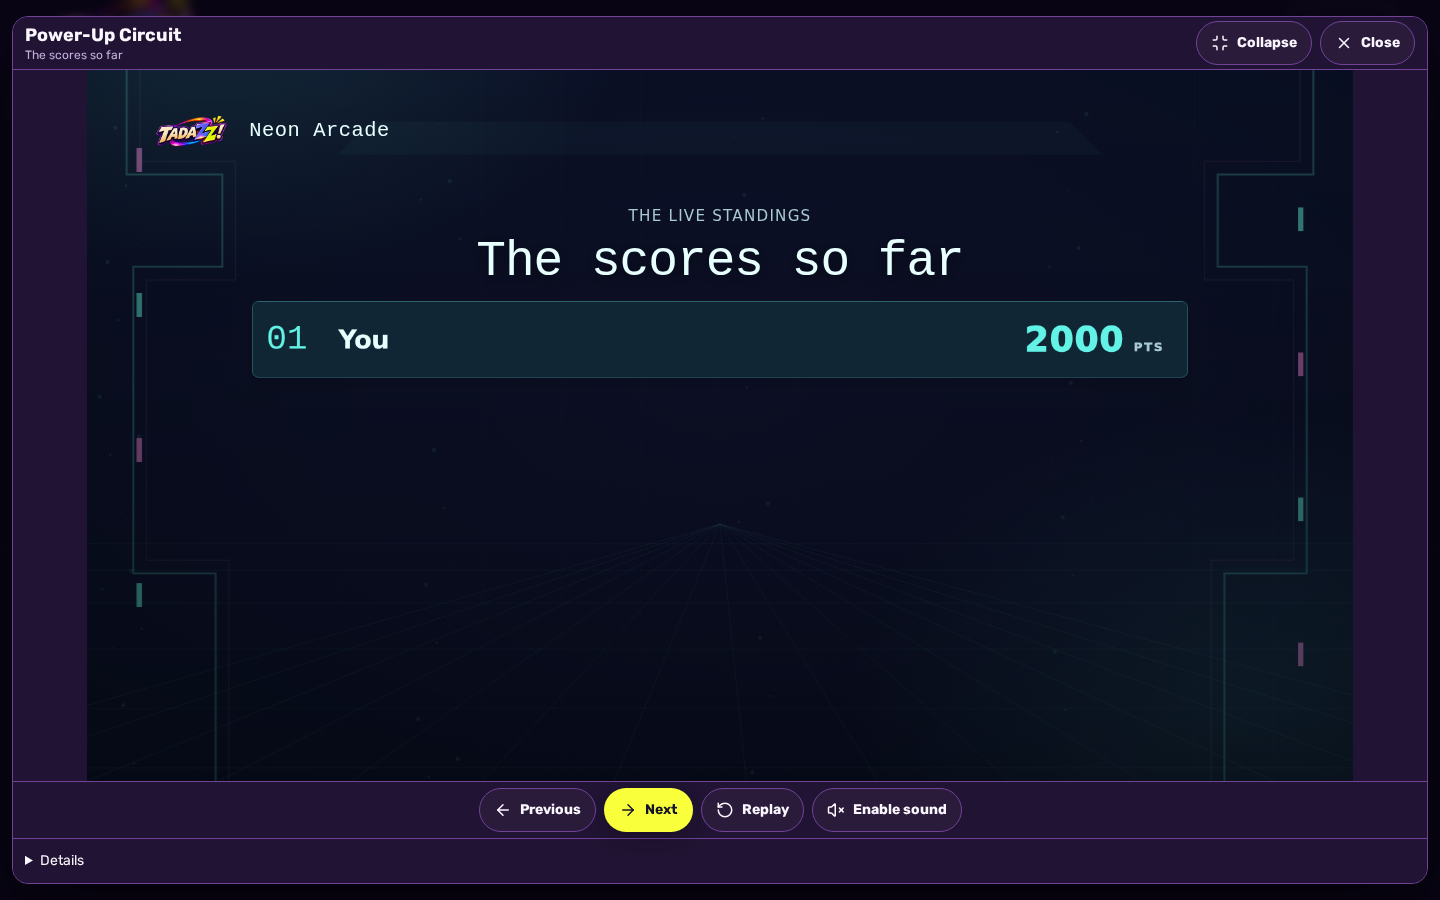 Power-Up Circuit
The scores so far
Collapse
Close
TADAZZ!
Neon Arcade
THE LIVE STANDINGS
The scores so far
01 You 2000 PTS
Previous
Next
Replay
Enable sound
Details